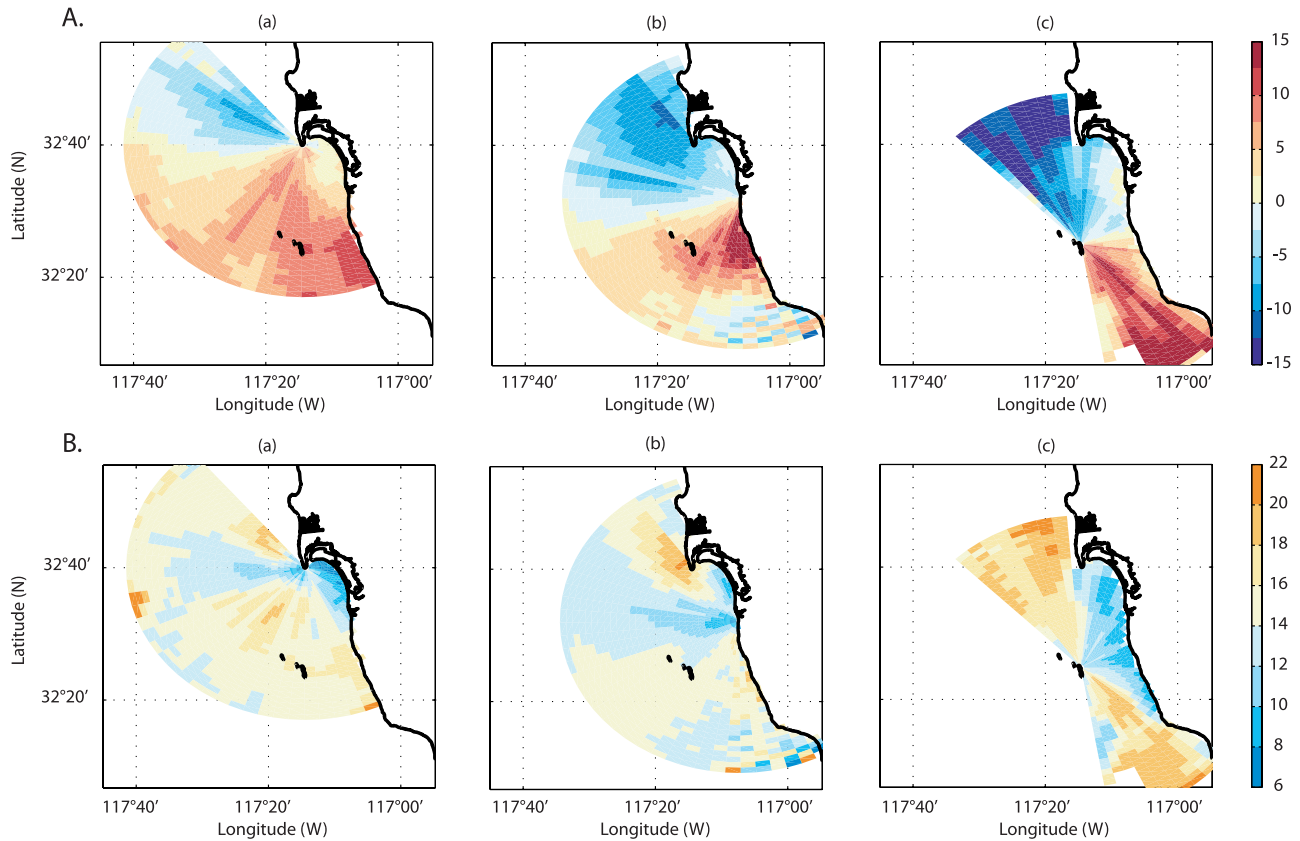 A.
(a) (b) (c)
Latitude (N)
32°40′
32°20′
117°40′ 117°20′ 117°00′
Longitude (W)
117°40′ 117°20′ 117°00′
Longitude (W)
117°40′ 117°20′ 117°00′
Longitude (W)
15
10
5
0
-5
-10
-15
B.
(a) (b) (c)
Latitude (N)
32°40′
32°20′
117°40′ 117°20′ 117°00′
Longitude (W)
117°40′ 117°20′ 117°00′
Longitude (W)
117°40′ 117°20′ 117°00′
Longitude (W)
22
20
18
16
14
12
10
8
6